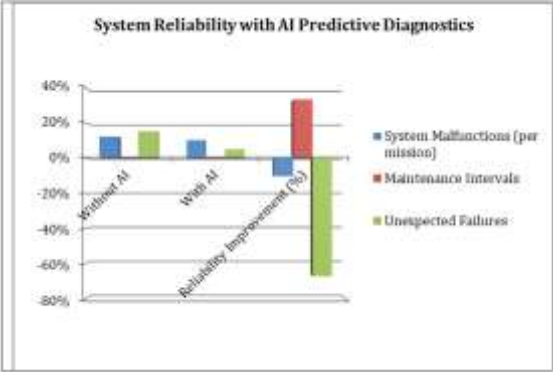 System Reliability with AI Predictive Diagnostics
40%
20%
0%
-20%
-40%
-60%
-80%
Without AI
With AI
Reliability Improvement (%)
System Malfunctions (per
mission)
Maintenance Intervals
Unexpected Failures